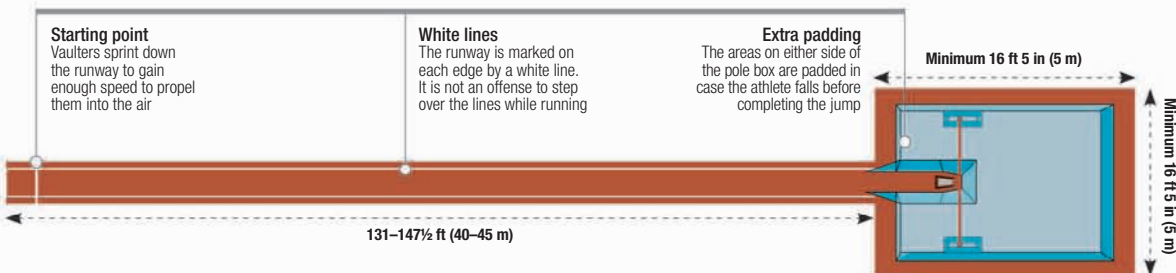 Starting point
Vaulters sprint down
the runway to gain
enough speed to propel
them into the air
White lines
The runway is marked on
each edge by a white line.
It is not an offense to step
over the lines while running
Extra padding
The areas on either side of
the pole box are padded in
case the athlete falls before
completing the jump
Minimum 16 ft 5 in (5 m)
Minimum 16 ft 5 in (5 m)
131–147½ ft (40–45 m)